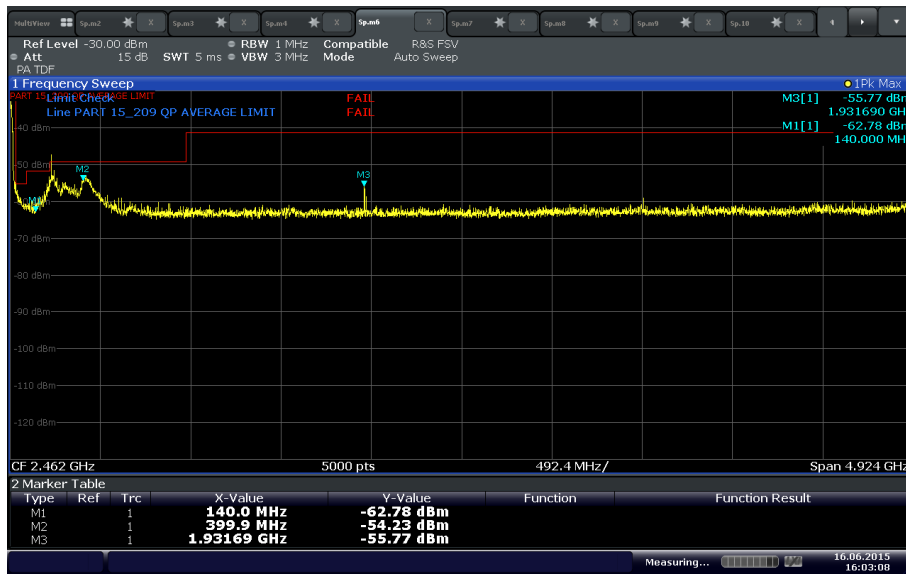 MultiView Sp.m2 X Sp.m3 X Sp.m4 X Sp.m6 X Sp.m7 X Sp.m8 X Sp.m9 X Sp.10 X
Ref Level -30.00 dBm RBW 1 MHz Compatible R&S FSV
Att 15 dB SWT 5 ms VBW 3 MHz Mode Auto Sweep
PA TDF
1 Frequency Sweep 1Pk Max
Limit Check FAIL M3[1] -55.77 dBm
Line PART 15_209 QP AVERAGE LIMIT FAIL 1.931690 GH
-40 dBm M1[1] -62.78 dBm
140.000 MH
-50 dBm
M2
M3
M1
-70 dBm
-80 dBm
-90 dBm
-100 dBm
-110 dBm
-120 dBm
CF 2.462 GHz 5000 pts 492.4 MHz/ Span 4.924 GHz
2 Marker Table
Type Ref Trc X-Value Y-Value Function Function Result
M1 1 140.0 MHz -62.78 dBm
M2 1 399.9 MHz -54.23 dBm
M3 1 1.93169 GHz -55.77 dBm
Measuring... 16.06.2015
16:03:08